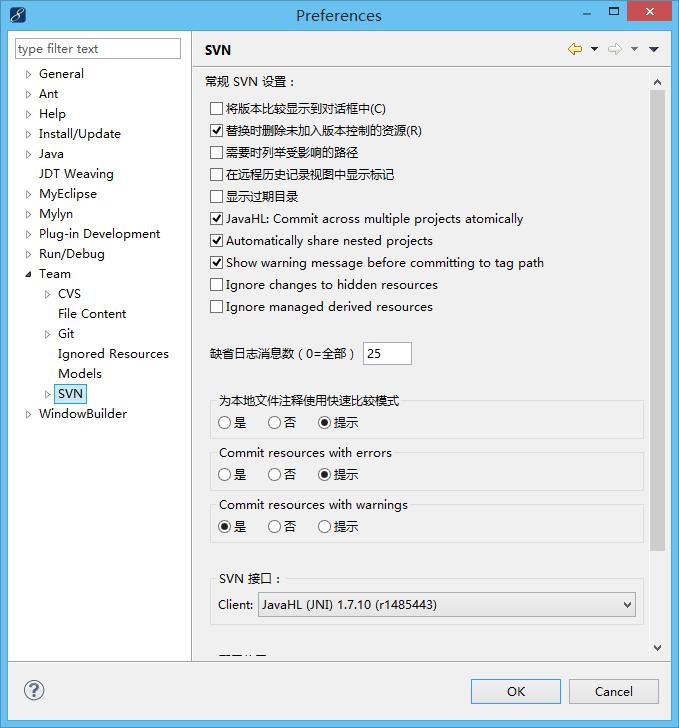 Preferences
type filter text
SVN
General
Ant
Help
Install/Update
Java
JDT Weaving
MyEclipse
Mylyn
Plug-in Development
Run/Debug
Team
CVS
File Content
Git
Ignored Resources
Models
SVN
WindowBuilder
常规 SVN 设置：
将版本比较显示到对话框中(C)
替换时删除未加入版本控制的资源(R)
需要时列举受影响的路径
在远程历史记录视图中显示标记
显示过期目录
JavaHL: Commit across multiple projects atomically
Automatically share nested projects
Show warning message before committing to tag path
Ignore changes to hidden resources
Ignore managed derived resources
缺省日志消息数（0=全部） 25
为本地文件注释使用快速比较模式
是 否 提示
Commit resources with errors
是 否 提示
Commit resources with warnings
是 否 提示
SVN 接口：
Client: JavaHL (JNI) 1.7.10 (r1485443)
OK Cancel